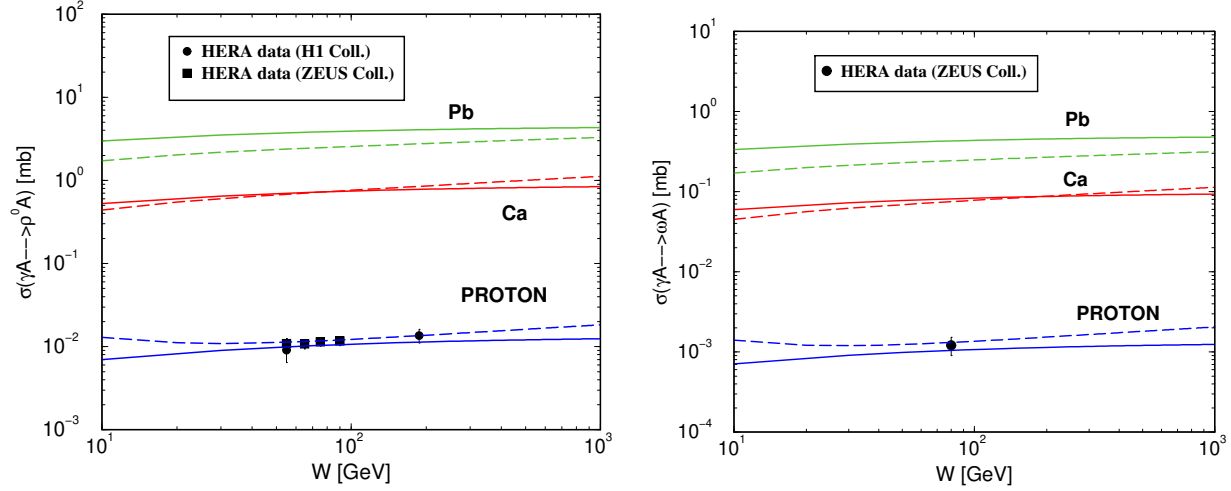 10²
HERA data (H1 Coll.)
HERA data (ZEUS Coll.)
10¹
Pb
10⁰
Ca
10⁻¹
PROTON
10⁻²
10⁻³
10¹
10²
10³
W [GeV]
σ(γA−−>ρ⁰A) [mb]
10¹
HERA data (ZEUS Coll.)
10⁰
Pb
10⁻¹
Ca
10⁻²
PROTON
10⁻³
10⁻⁴
10¹
10²
10³
W [GeV]
σ(γA−−>ωA) [mb]